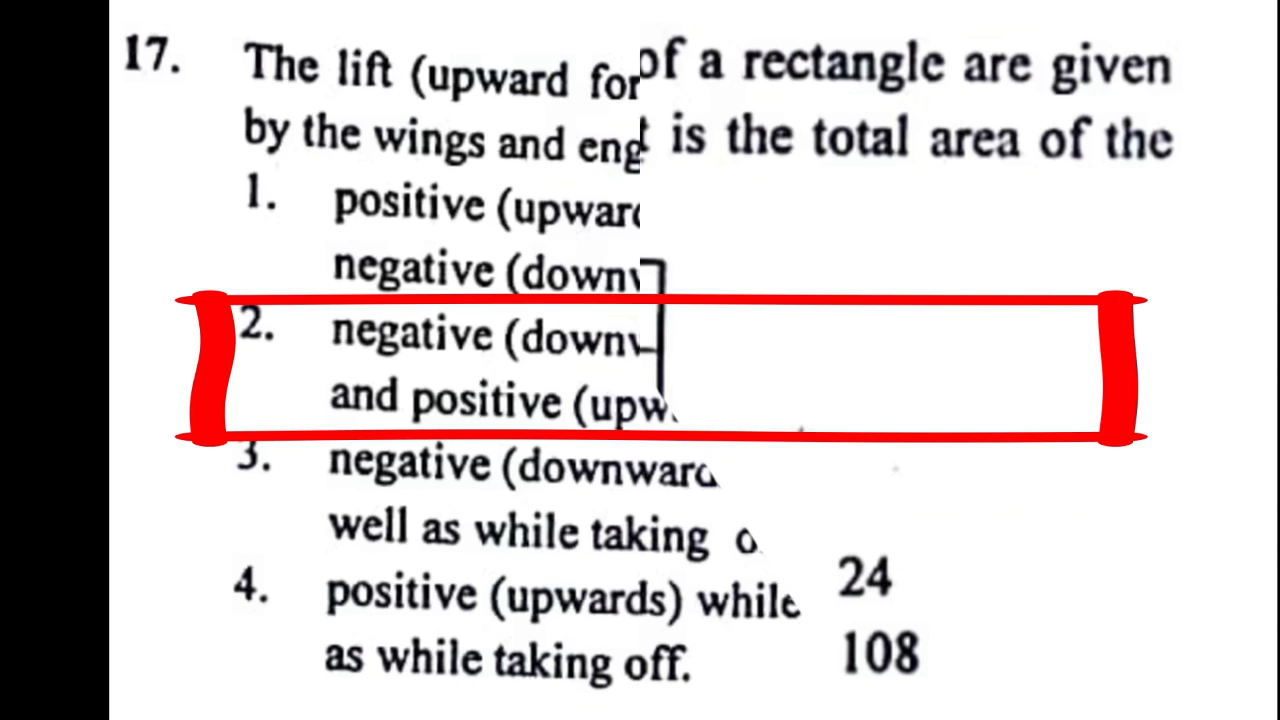 17. The lift (upward for of a rectangle are given
by the wings and eng is the total area of the
1. positive (upward
negative (down
2. negative (down
and positive (upw
3. negative (downward
well as while taking o
4. positive (upwards) while 24
as while taking off. 108